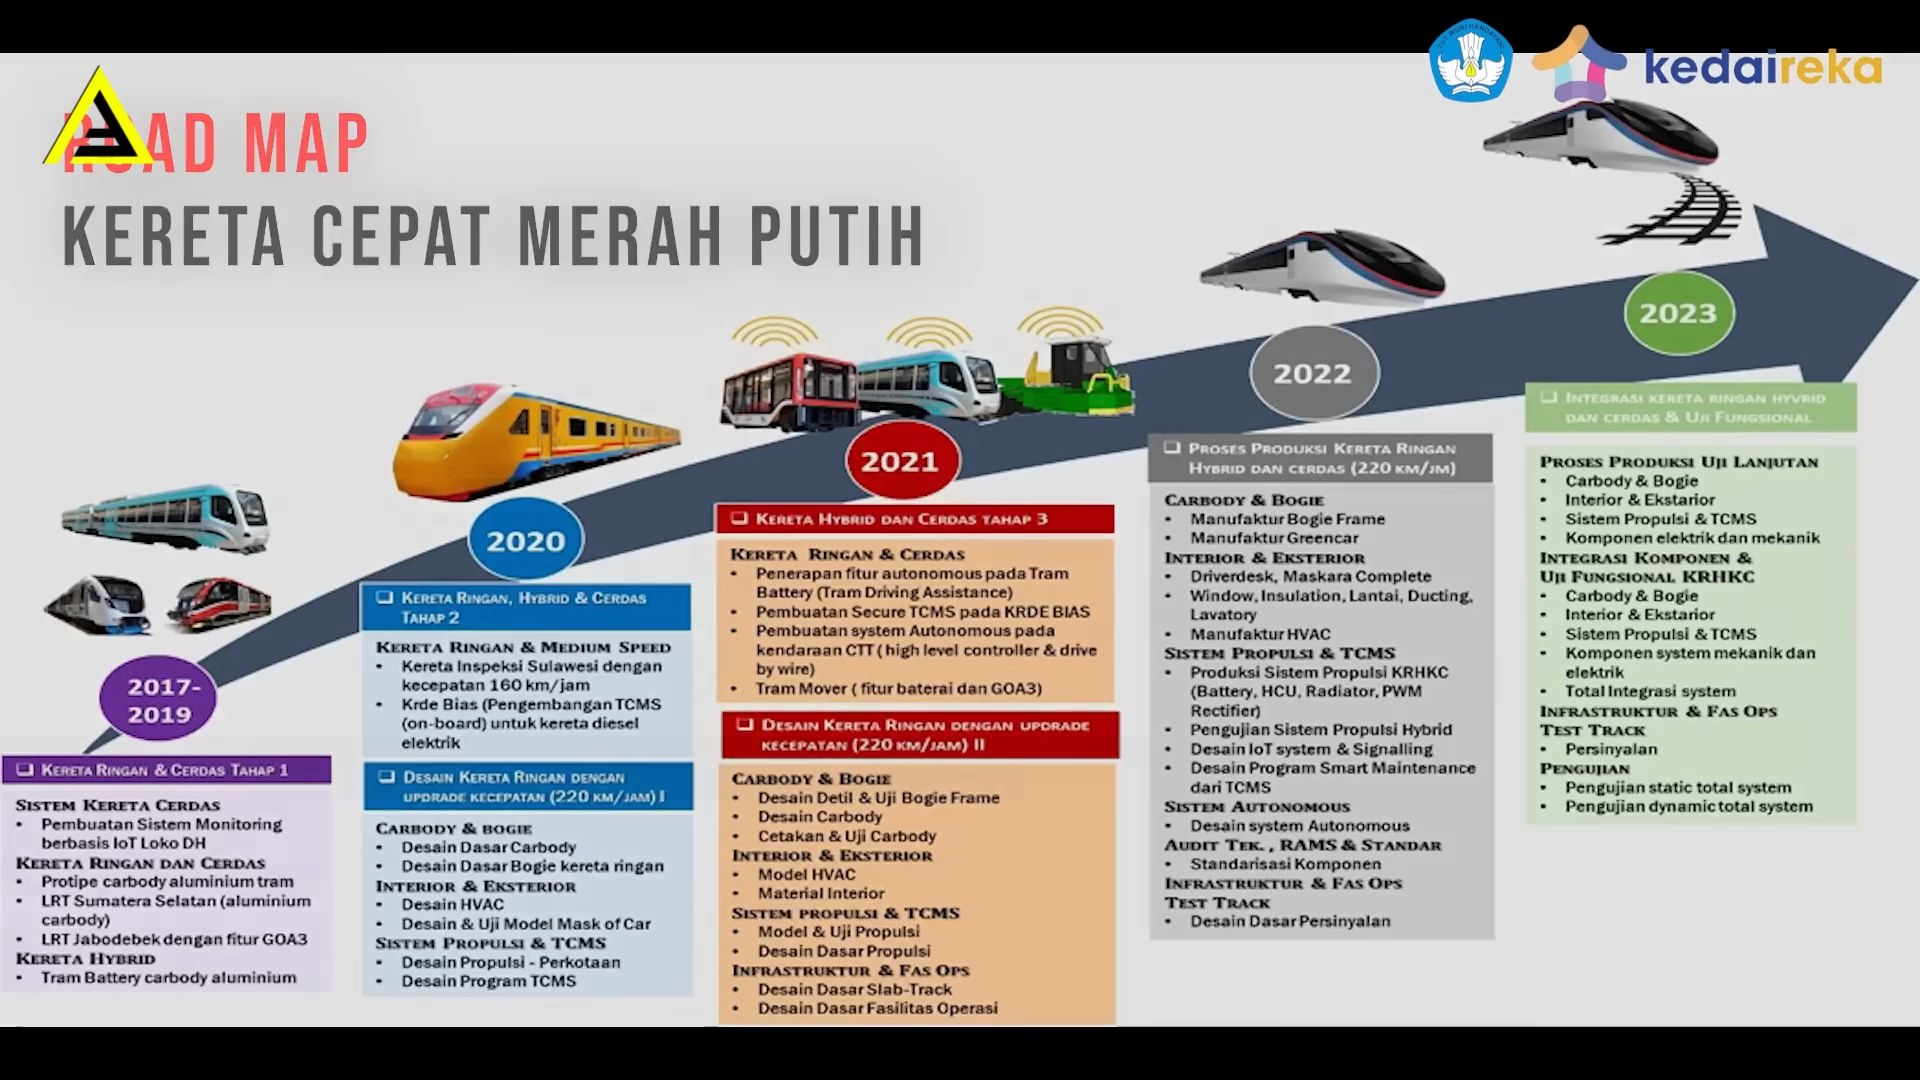 TUT WURI HANDAYANI
kedaireka
ROAD MAP
KERETA CEPAT MERAH PUTIH
2017-
2019
KERETA RINGAN & CERDAS TAHAP 1
SISTEM KERETA CERDAS
• Pembuatan Sistem Monitoring
berbasis IoT Loko DH
KERETA RINGAN DAN CERDAS
• Protipe carbody aluminium tram
• LRT Sumatera Selatan (aluminium
carbody)
• LRT Jabodebek dengan fitur GOA3
KERETA HYBRID
• Tram Battery carbody aluminium
2020
KERETA RINGAN, HYBRID & CERDAS
TAHAP 2
KERETA RINGAN & MEDIUM SPEED
• Kereta Inspeksi Sulawesi dengan
kecepatan 160 km/jam
• Krde Bias (Pengembangan TCMS
(on-board) untuk kereta diesel
elektrik
DESAIN KERETA RINGAN DENGAN
UPDRADE KECEPATAN (220 KM/JAM) I
CARBODY & BOGIE
• Desain Dasar Carbody
• Desain Dasar Bogie kereta ringan
INTERIOR & EKSTERIOR
• Desain HVAC
• Desain & Uji Model Mask of Car
SISTEM PROPULSI & TCMS
• Desain Propulsi - Perkotaan
• Desain Program TCMS
2021
KERETA HYBRID DAN CERDAS TAHAP 3
KERETA RINGAN & CERDAS
• Penerapan fitur autonomous pada Tram
Battery (Tram Driving Assistance)
• Pembuatan Secure TCMS pada KRDE BIAS
• Pembuatan system Autonomous pada
kendaraan CTT ( high level controller & drive
by wire)
• Tram Mover ( fitur baterai dan GOA3)
DESAIN KERETA RINGAN DENGAN UPDRADE
KECEPATAN (220 KM/JAM) II
CARBODY & BOGIE
• Desain Detil & Uji Bogie Frame
• Desain Carbody
• Cetakan & Uji Carbody
INTERIOR & EKSTERIOR
• Model HVAC
• Material Interior
SISTEM PROPULSI & TCMS
• Model & Uji Propulsi
• Desain Dasar Propulsi
INFRASTRUKTUR & FAS OPS
• Desain Dasar Slab-Track
• Desain Dasar Fasilitas Operasi
2022
PROSES PRODUKSI KERETA RINGAN
HYBRID DAN CERDAS (220 KM/JM)
CARBODY & BOGIE
• Manufaktur Bogie Frame
• Manufaktur Greencar
INTERIOR & EKSTERIOR
• Driverdesk, Maskara Complete
• Window, Insulation, Lantai, Ducting,
Lavatory
• Manufaktur HVAC
SISTEM PROPULSI & TCMS
• Produksi Sistem Propulsi KRHKC
(Battery, HCU, Radiator, PWM
Rectifier)
• Pengujian Sistem Propulsi Hybrid
• Desain IoT system & Signalling
• Desain Program Smart Maintenance
dari TCMS
SISTEM AUTONOMOUS
• Desain system Autonomous
AUDIT TEK. , RAMS & STANDAR
• Standarisasi Komponen
INFRASTRUKTUR & FAS OPS
TEST TRACK
• Desain Dasar Persinyalan
2023
INTEGRASI KERETA RINGAN HYVRID
DAN CERDAS & UJI FUNGSIONAL
PROSES PRODUKSI UJI LANJUTAN
• Carbody & Bogie
• Interior & Ekstarior
• Sistem Propulsi & TCMS
• Komponen elektrik dan mekanik
INTEGRASI KOMPONEN &
UJI FUNGSIONAL KRHKC
• Carbody & Bogie
• Interior & Ekstarior
• Sistem Propulsi & TCMS
• Komponen system mekanik dan
elektrik
• Total Integrasi system
INFRASTRUKTUR & FAS OPS
TEST TRACK
• Persinyalan
PENGUJIAN
• Pengujian static total system
• Pengujian dynamic total system